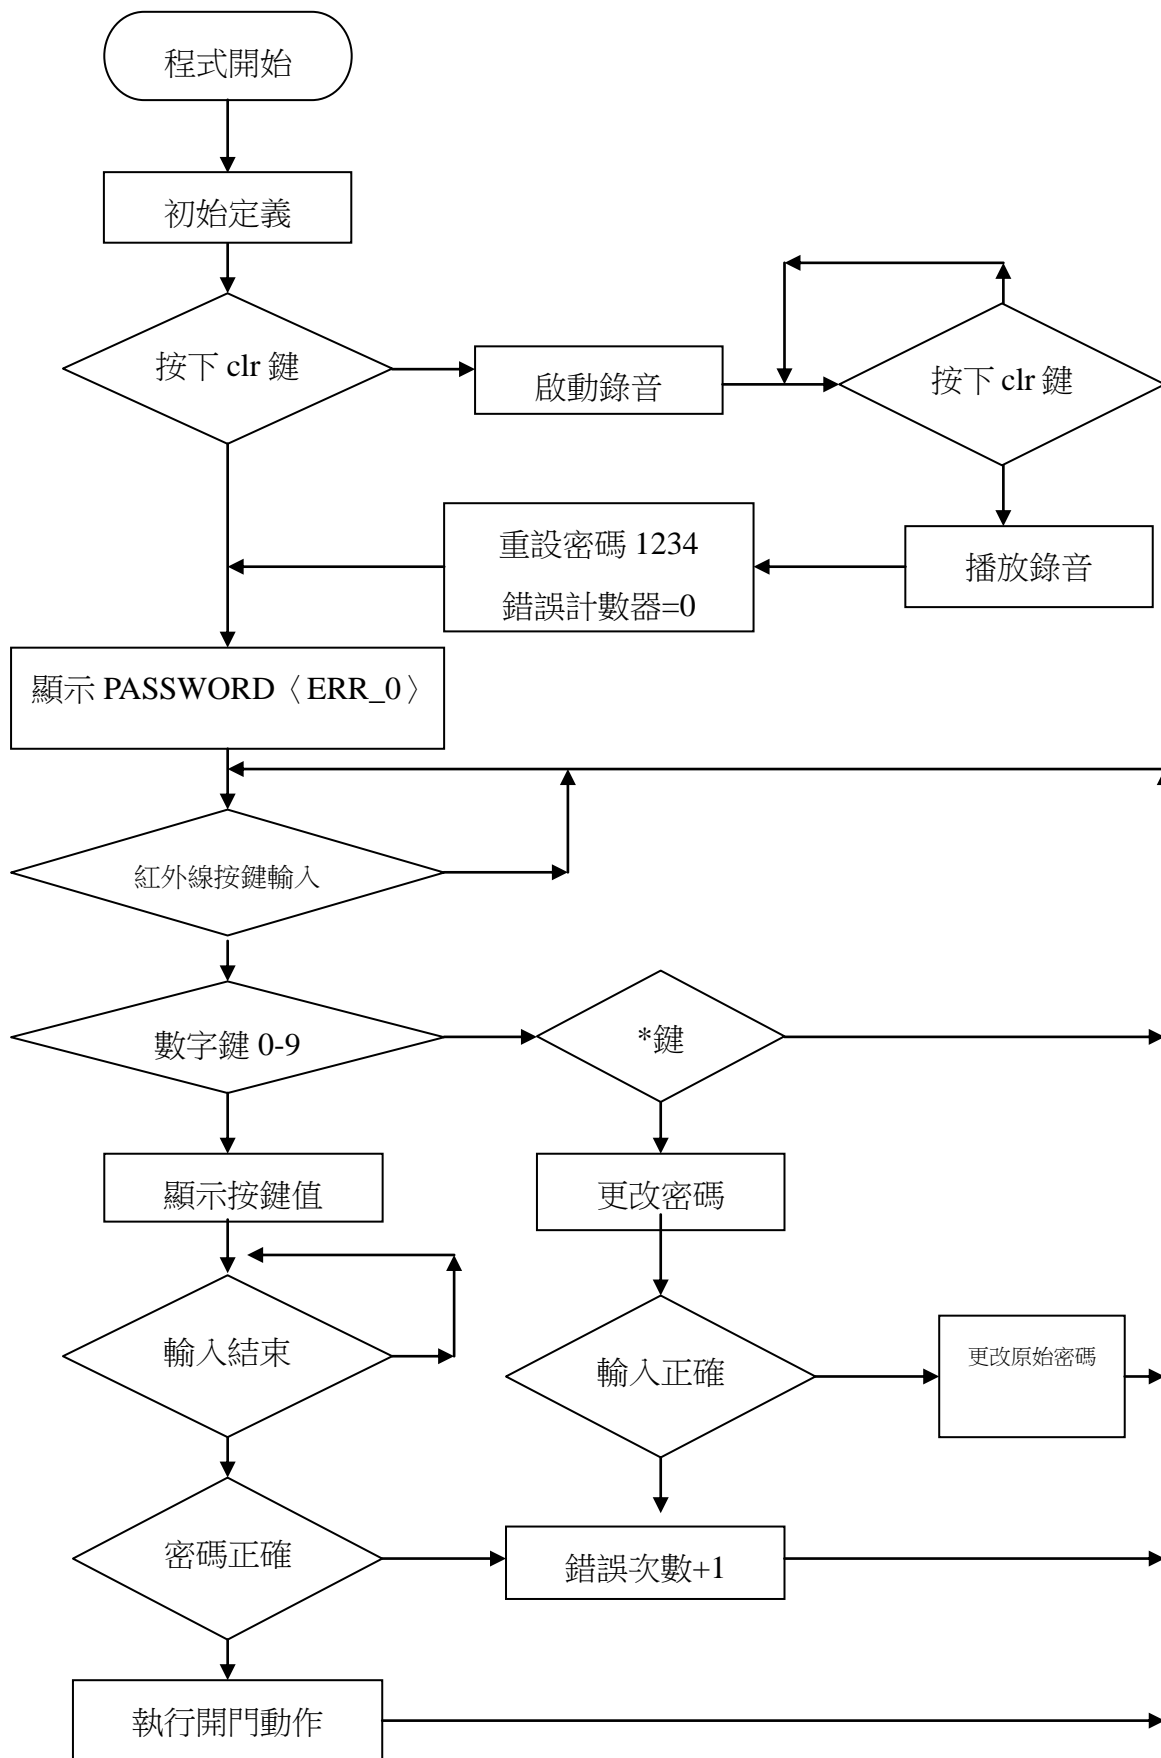 程式開始
初始定義
按下 clr 鍵
啟動錄音
按下 clr 鍵
重設密碼 1234
錯誤計數器=0
播放錄音
顯示 PASSWORD〈ERR_0〉
紅外線按鍵輸入
數字鍵 0-9
*鍵
顯示按鍵值
更改密碼
輸入結束
輸入正確
更改原始密碼
密碼正確
錯誤次數+1
執行開門動作